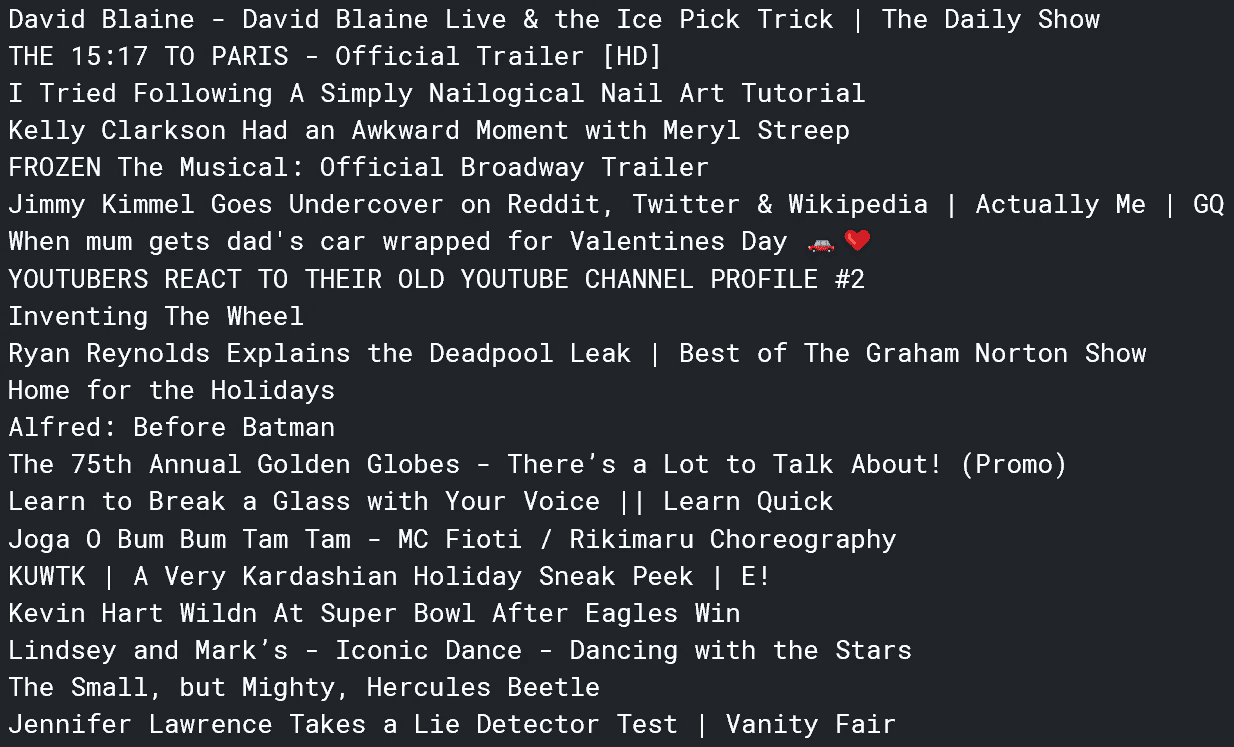 David Blaine - David Blaine Live & the Ice Pick Trick | The Daily Show
THE 15:17 TO PARIS - Official Trailer [HD]
I Tried Following A Simply Nailogical Nail Art Tutorial
Kelly Clarkson Had an Awkward Moment with Meryl Streep
FROZEN The Musical: Official Broadway Trailer
Jimmy Kimmel Goes Undercover on Reddit, Twitter & Wikipedia | Actually Me | GQ
When mum gets dad's car wrapped for Valentines Day 🚗❤️
YOUTUBERS REACT TO THEIR OLD YOUTUBE CHANNEL PROFILE #2
Inventing The Wheel
Ryan Reynolds Explains the Deadpool Leak | Best of The Graham Norton Show
Home for the Holidays
Alfred: Before Batman
The 75th Annual Golden Globes - There’s a Lot to Talk About! (Promo)
Learn to Break a Glass with Your Voice || Learn Quick
Joga O Bum Bum Tam Tam - MC Fioti / Rikimaru Choreography
KUWTK | A Very Kardashian Holiday Sneak Peek | E!
Kevin Hart Wildn At Super Bowl After Eagles Win
Lindsey and Mark’s - Iconic Dance - Dancing with the Stars
The Small, but Mighty, Hercules Beetle
Jennifer Lawrence Takes a Lie Detector Test | Vanity Fair